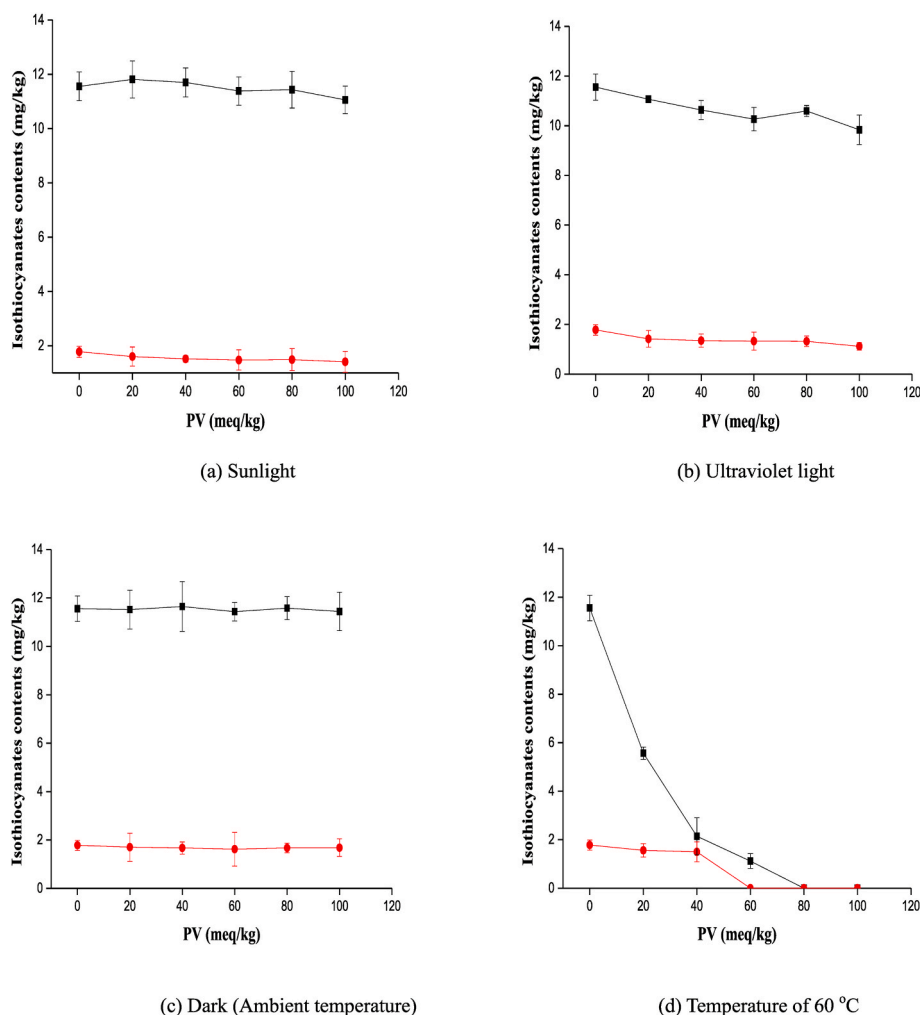 14
12
10
8
6
4
2
Isothiocyanates contents (mg/kg)
0 20 40 60 80 100 120
PV (meq/kg)
(a) Sunlight
14
12
10
8
6
4
2
0
Isothiocyanates contents (mg/kg)
0 20 40 60 80 100 120
PV (meq/kg)
(b) Ultraviolet light
14
12
10
8
6
4
2
0
Isothiocyanates contents (mg/kg)
0 20 40 60 80 100 120
PV (meq/kg)
(c) Dark (Ambient temperature)
14
12
10
8
6
4
2
0
Isothiocyanates contents (mg/kg)
0 20 40 60 80 100 120
PV (meq/kg)
(d) Temperature of 60 °C